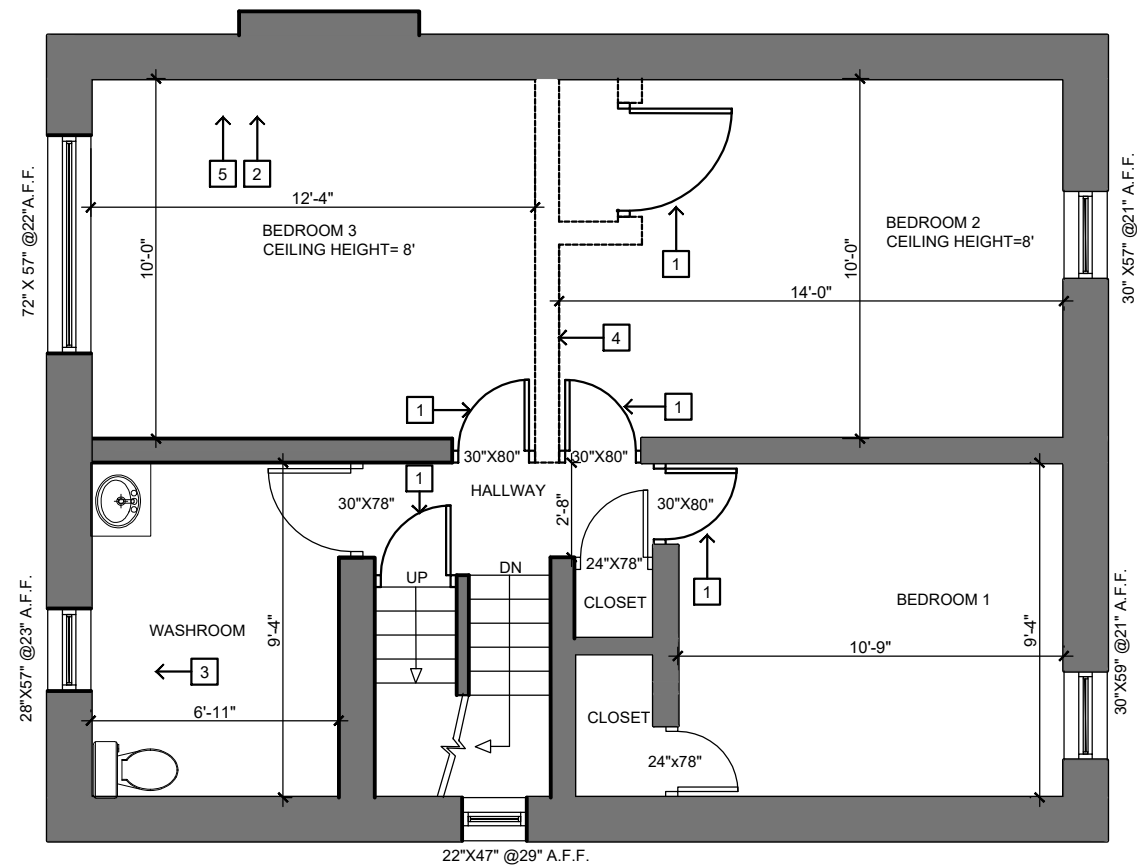 5
2
12'-4"
72" X 57" @22"A.F.F.
10'-0"
BEDROOM 3
CEILING HEIGHT= 8'
1
BEDROOM 2
CEILING HEIGHT=8'
10'-0"
30"X57" @21" A.F.F.
14'-0"
4
1
1
30"X80"
30"X80"
1
30"X78"
HALLWAY
2'-8"
30"X80"
24"X78"
1
UP
DN
CLOSET
BEDROOM 1
28"X57" @23" A.F.F.
WASHROOM
9'-4"
10'-9"
9'-4"
30"X59" @21" A.F.F.
3
6'-11"
CLOSET
24"x78"
22"X47" @29" A.F.F.